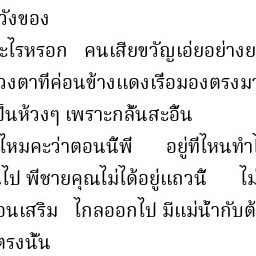 วังของ
ะไรหรอก คนเสียขวัญเอ่ยอย่างย
วงตาที่ค่อนข้างแดงเรื่อมองตรงมา
ป็นห้วงๆ เพราะกลั้นสะอื้น
ไหมคะว่าตอนนี้พี่ อยู่ที่ไหนทำไ
ไป พี่ชายคุณไม่ได้อยู่แถวนี้ ไม่
อนเสริม ไกลออกไป มีแม่น้ำกับต้
ตรงนั้น